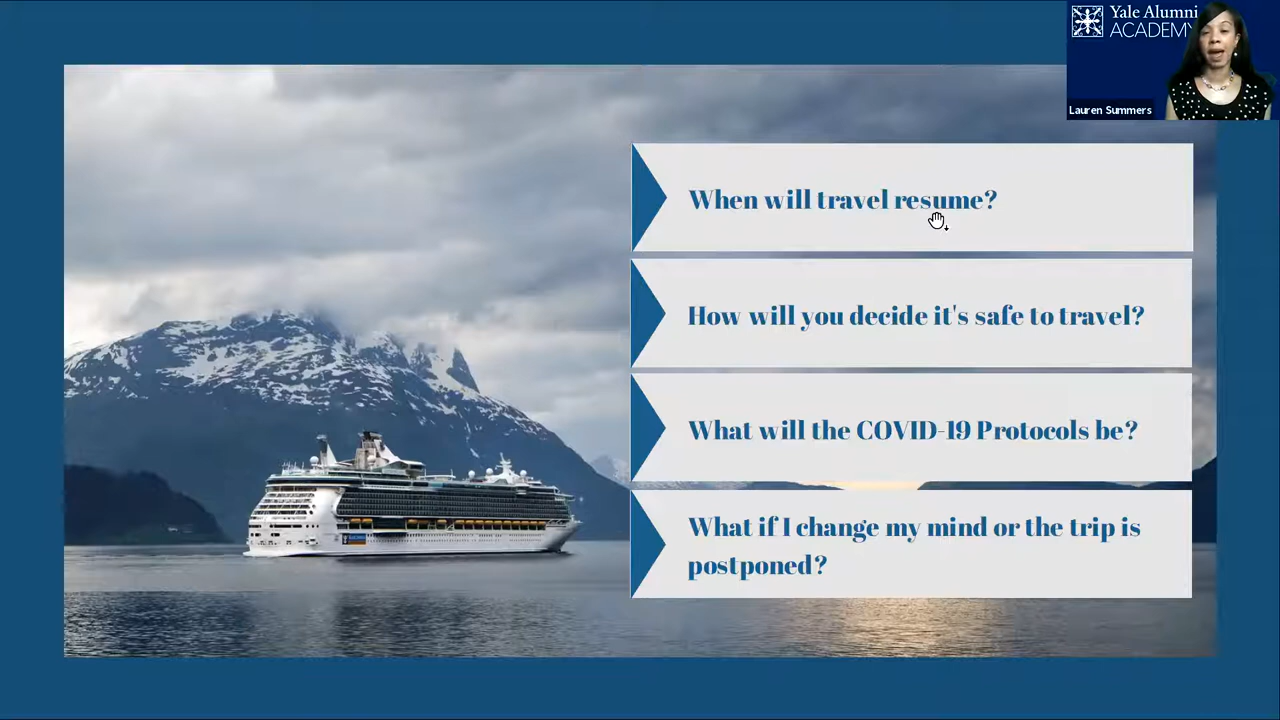 Yale Alumni
ACADEMY
Lauren Summers
When will travel resume?
How will you decide it's safe to travel?
What will the COVID-19 Protocols be?
What if I change my mind or the trip is
postponed?